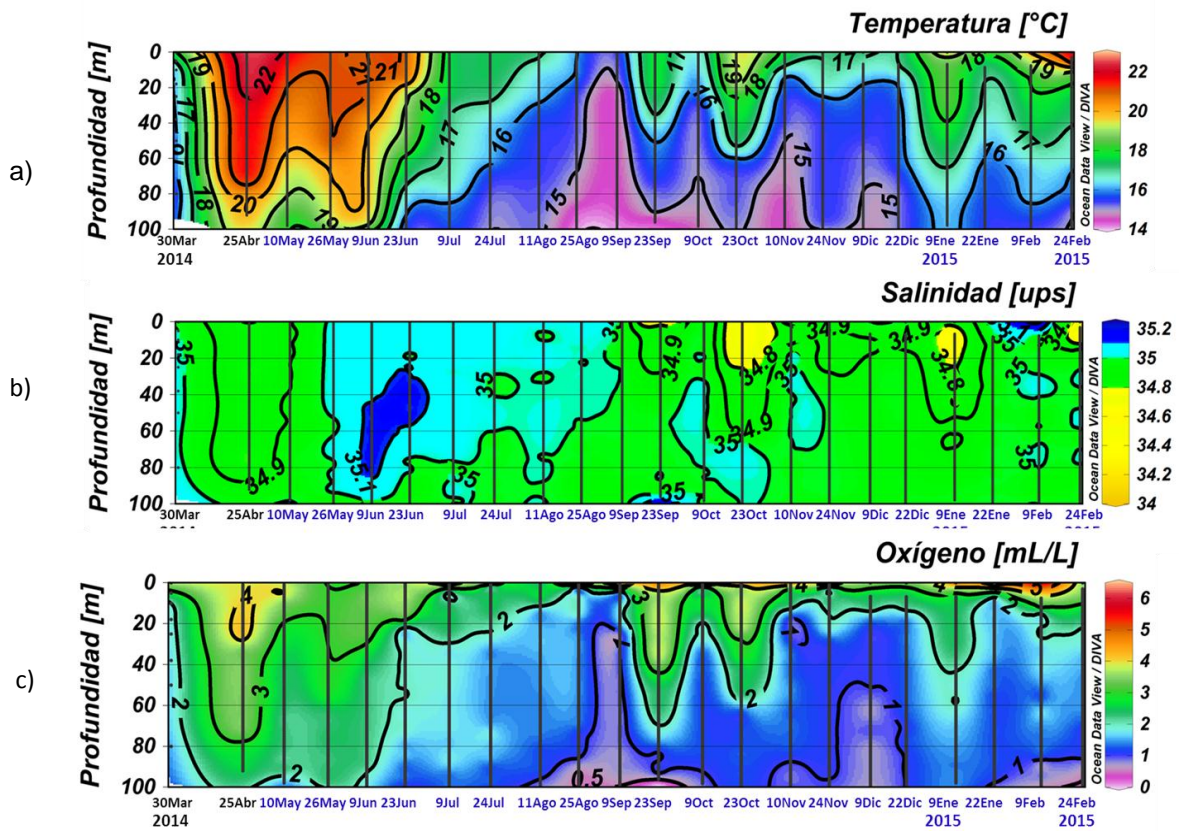 Temperatura [°C]
a)
Profundidad [m]
0
20
40
60
80
100
19 17 16 18 22 20 21 21 19 18 17 16 15 17 16 19 18 17 15 15 18 16 17 19
22
20
18
16
14
Ocean Data View / DIVA
30Mar 25Abr 10May 26May 9Jun 23Jun 9Jul 24Jul 11Ago 25Ago 9Sep 23Sep 9Oct 23Oct 10Nov 24Nov 9Dic 22Dic 9Ene 22Ene 9Feb 24Feb
2014 2015 2015
Salinidad [ups]
b)
Profundidad [m]
0
20
40
60
80
100
35 34.9 35.1 35 35 35 34.9 35 34.9 34.8 35 34.9 34.8 35 35
35.2
35
34.8
34.6
34.4
34.2
34
Ocean Data View / DIVA
30Mar 25Abr 10May 26May 9Jun 23Jun 9Jul 24Jul 11Ago 25Ago 9Sep 23Sep 9Oct 23Oct 10Nov 24Nov 9Dic 22Dic 9Ene 22Ene 9Feb 24Feb
Oxígeno [mL/L]
c)
Profundidad [m]
0
20
40
60
80
100
2 4 3 2 2 0.5 1 3 2 1 1 4 5 2 1
6
5
4
3
2
1
0
Ocean Data View / DIVA
30Mar 25Abr 10May 26May 9Jun 23Jun 9Jul 24Jul 11Ago 25Ago 9Sep 23Sep 9Oct 23Oct 10Nov 24Nov 9Dic 22Dic 9Ene 22Ene 9Feb 24Feb
2014 2015 2015